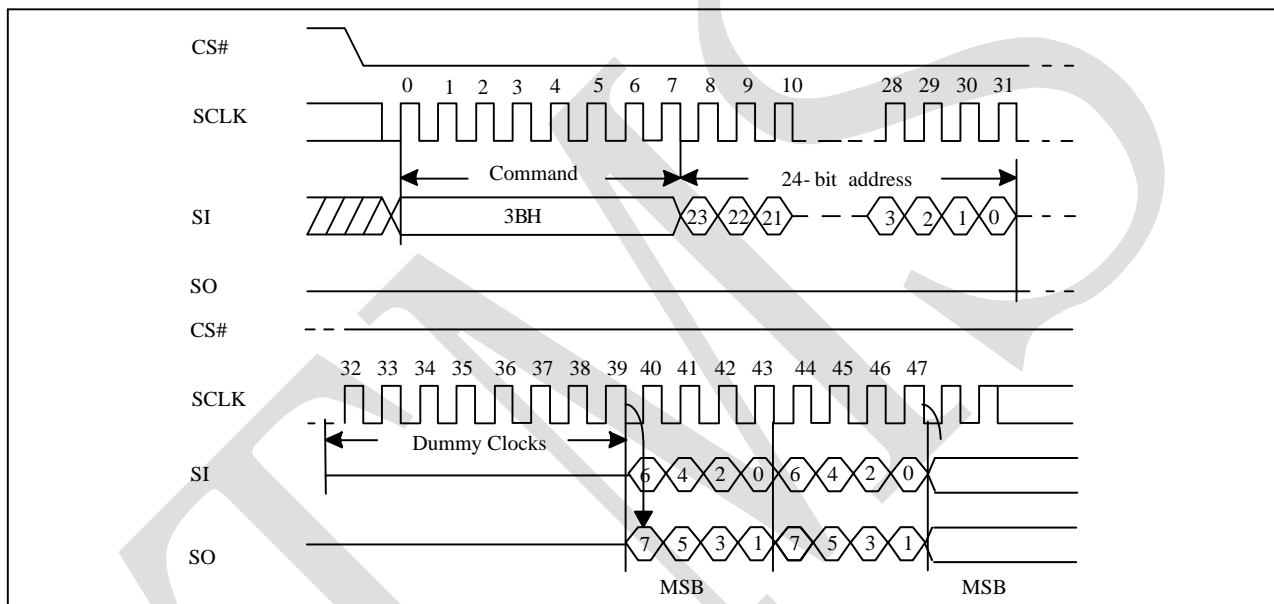 CS#
0 1 2 3 4 5 6 7 8 9 10 28 29 30 31
SCLK
Command 24- bit address
SI 3BH 23 22 21 3 2 1 0
SO
CS#
32 33 34 35 36 37 38 39 40 41 42 43 44 45 46 47
SCLK
Dummy Clocks
SI 6 4 2 0 6 4 2 0
SO 7 5 3 1 7 5 3 1
MSB MSB